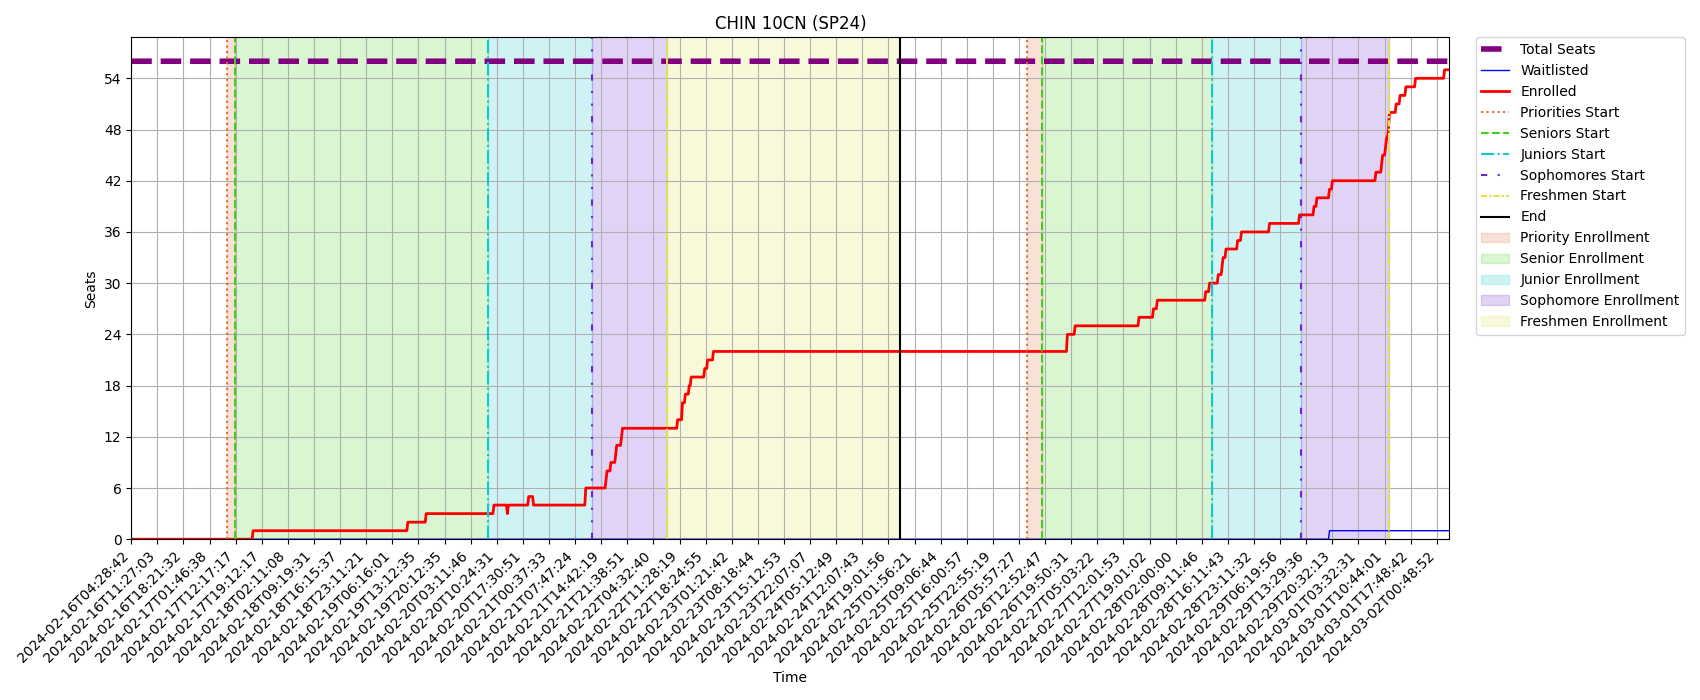 CHIN 10CN (SP24)
Seats
54
48
42
36
30
24
18
12
6
0
2024-02-16T04:28:42
2024-02-16T11:27:03
2024-02-16T18:21:32
2024-02-17T01:46:38
2024-02-17T12:17:17
2024-02-17T19:12:17
2024-02-18T02:11:08
2024-02-18T09:19:31
2024-02-18T16:15:37
2024-02-18T23:11:21
2024-02-19T06:16:01
2024-02-19T13:12:35
2024-02-19T20:12:35
2024-02-20T03:11:46
2024-02-20T10:24:31
2024-02-20T17:30:51
2024-02-21T00:37:33
2024-02-21T07:47:24
2024-02-21T14:42:19
2024-02-21T21:38:51
2024-02-22T04:32:40
2024-02-22T11:28:19
2024-02-22T18:24:55
2024-02-23T01:21:42
2024-02-23T08:18:44
2024-02-23T15:12:53
2024-02-23T22:07:07
2024-02-24T05:12:49
2024-02-24T12:07:43
2024-02-24T19:01:56
2024-02-25T01:56:21
2024-02-25T09:06:44
2024-02-25T16:00:57
2024-02-25T22:55:19
2024-02-26T05:57:27
2024-02-26T12:52:47
2024-02-26T19:50:31
2024-02-27T05:03:22
2024-02-27T12:01:53
2024-02-27T19:01:02
2024-02-28T02:00:00
2024-02-28T09:11:46
2024-02-28T16:11:43
2024-02-28T23:11:32
2024-02-29T06:19:56
2024-02-29T13:29:36
2024-02-29T20:32:13
2024-03-01T03:32:31
2024-03-01T10:44:01
2024-03-01T17:48:42
2024-03-02T00:48:52
Time
Total Seats
Waitlisted
Enrolled
Priorities Start
Seniors Start
Juniors Start
Sophomores Start
Freshmen Start
End
Priority Enrollment
Senior Enrollment
Junior Enrollment
Sophomore Enrollment
Freshmen Enrollment